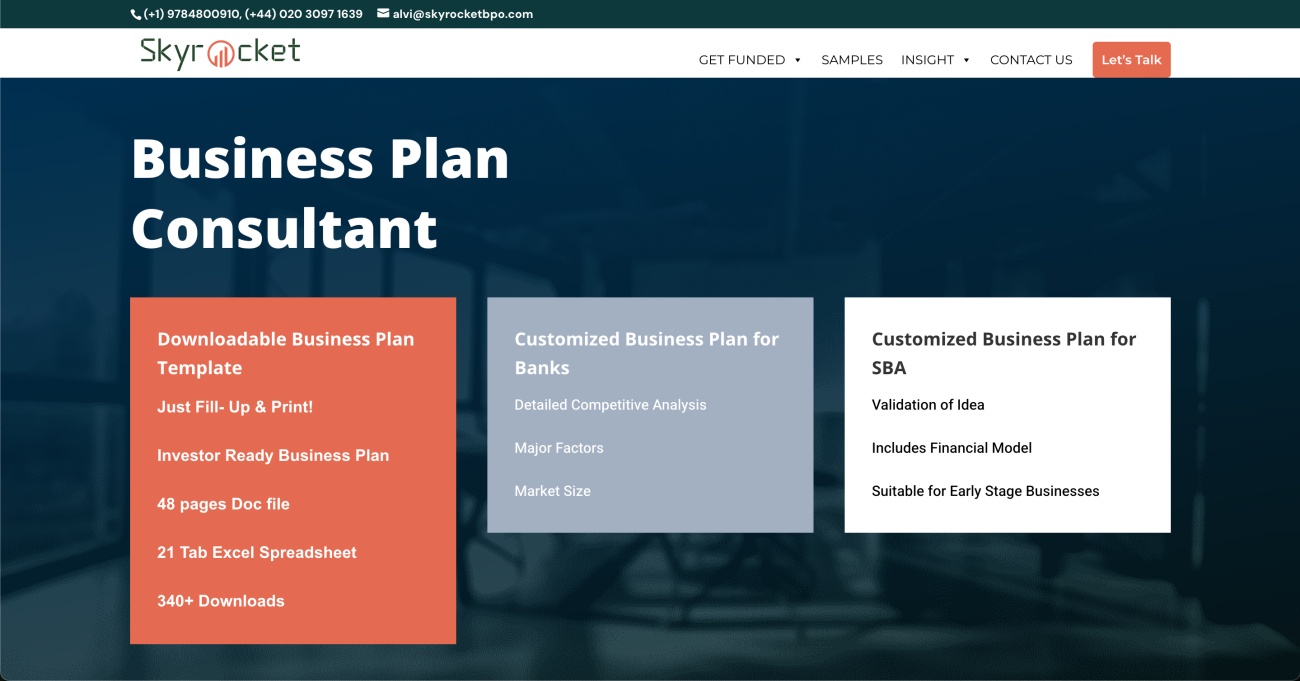 (+1) 9784800910, (+44) 020 3097 1639 alvi@skyrocketbpo.com
Skyrocket
GET FUNDED SAMPLES INSIGHT CONTACT US Let's Talk
Business Plan
Consultant
Downloadable Business Plan
Template
Just Fill- Up & Print!
Investor Ready Business Plan
48 pages Doc file
21 Tab Excel Spreadsheet
340+ Downloads
Customized Business Plan for
Banks
Detailed Competitive Analysis
Major Factors
Market Size
Customized Business Plan for
SBA
Validation of Idea
Includes Financial Model
Suitable for Early Stage Businesses